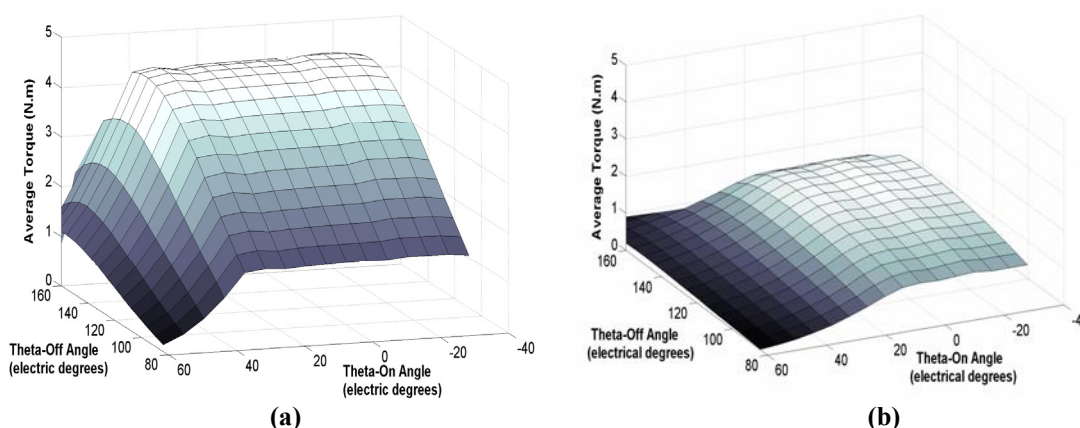 5
4
3
2
1
0
Average Torque (N.m)
160
140
120
100
80
Theta-Off Angle
(electric degrees)
60
40
20
0
-20
-40
Theta-On Angle
(electric degrees)
(a)
5
4
3
2
1
0
Average Torque (N.m)
160
140
120
100
80
Theta-Off Angle
(electrical degrees)
60
40
20
0
-20
-4
Theta-On Angle
(electrical degrees)
(b)